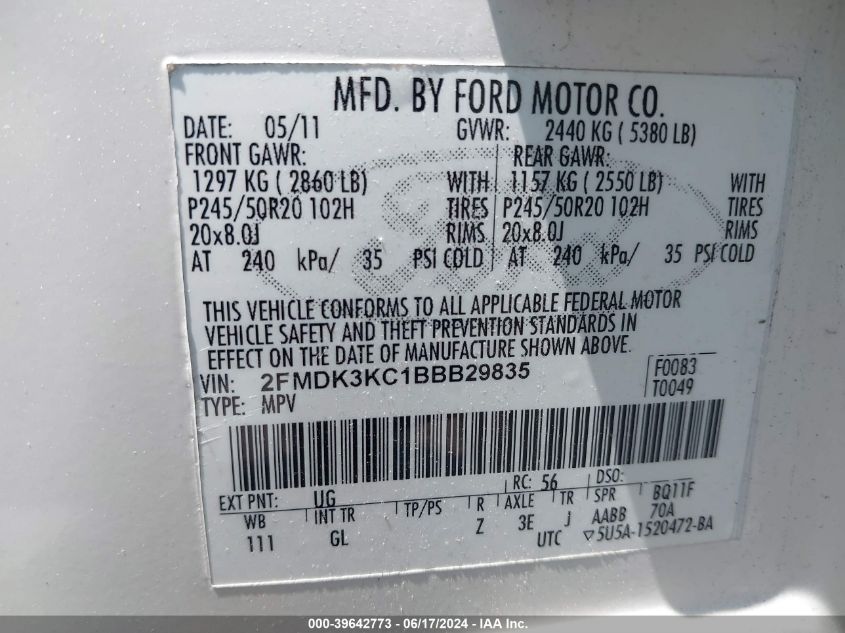 MFD. BY FORD MOTOR CO.
DATE: 05/11 GVWR: 2440 KG ( 5380 LB)
FRONT GAWR: REAR GAWR:
1297 KG ( 2860 LB) WITH 1157 KG ( 2550 LB) WITH
P245/50R20 102H TIRES P245/50R20 102H TIRES
20x8.0J RIMS 20x8.0J RIMS
AT 240 kPa/ 35 PSI COLD AT 240 kPa/ 35 PSI COLD
THIS VEHICLE CONFORMS TO ALL APPLICABLE FEDERAL MOTOR
VEHICLE SAFETY AND THEFT PREVENTION STANDARDS IN
EFFECT ON THE DATE OF MANUFACTURE SHOWN ABOVE.
VIN: 2FMDK3KC1BBB29835 F0083
TYPE: MPV T0049
EXT PNT: UG RC: 56 DSO:
WB INT TR TP/PS R AXLE TR SPR BQ11F
111 GL Z 3E J AABB 70A
UTC ▽5U5A-1520472-BA
000-39642773 - 06/17/2024 - IAA Inc.